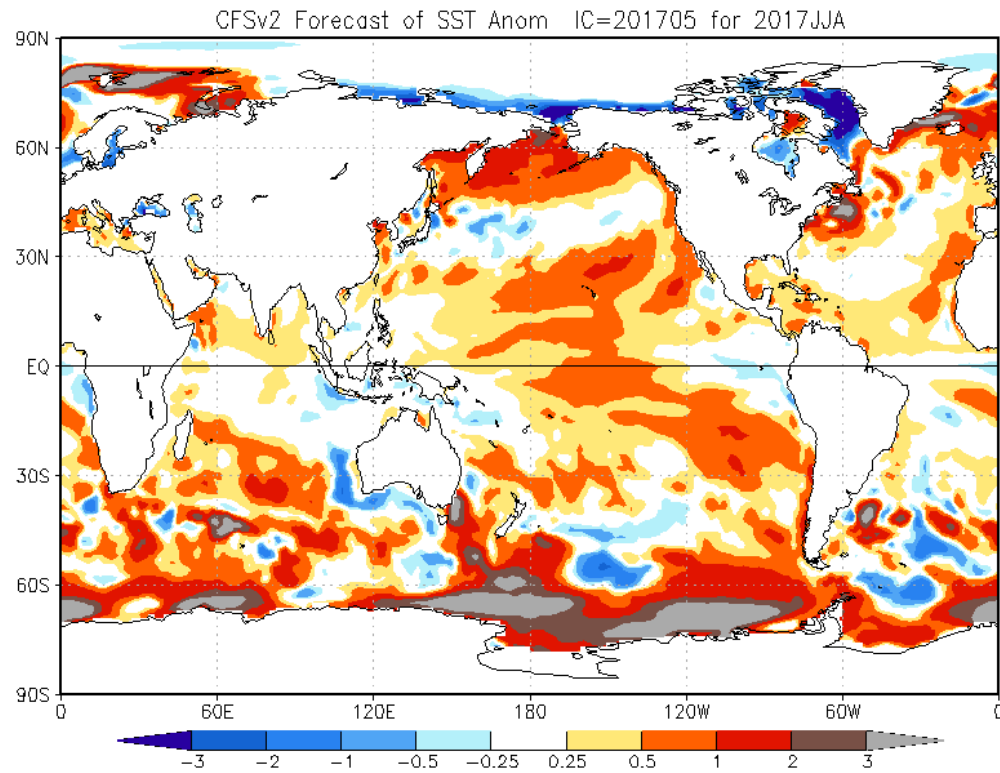 CFSv2 Forecast of SST Anom IC=201705 for 2017JJA
90N
60N
30N
EQ
30S
60S
90S
0 60E 120E 180 120W 60W 0
-3 -2 -1 -0.5 -0.25 0.25 0.5 1 2 3